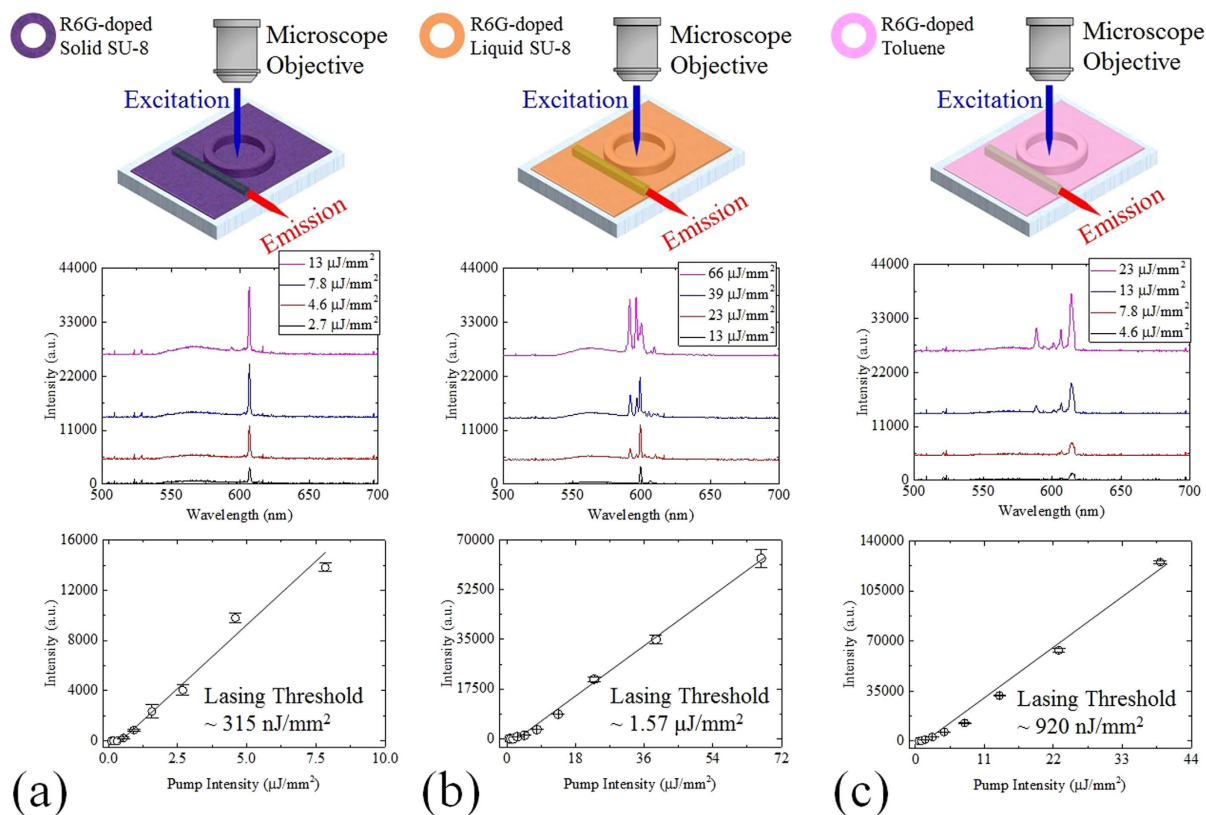 R6G-doped
Solid SU-8
Microscope
Objective
Excitation
Emission
13 µJ/mm²
7.8 µJ/mm²
4.6 µJ/mm²
2.7 µJ/mm²
44000
33000
22000
11000
0
Intensity (a.u.)
500
550
600
650
700
Wavelength (nm)
16000
12000
8000
4000
0
Intensity (a.u.)
Lasing Threshold
~ 315 nJ/mm²
0.0
2.5
5.0
7.5
10.0
Pump Intensity (µJ/mm²)
(a)
R6G-doped
Liquid SU-8
Microscope
Objective
Excitation
Emission
66 µJ/mm²
39 µJ/mm²
23 µJ/mm²
13 µJ/mm²
44000
33000
22000
11000
0
Intensity (a.u.)
500
550
600
650
700
Wavelength (nm)
70000
52500
35000
17500
0
Intensity (a.u.)
Lasing Threshold
~ 1.57 µJ/mm²
0
18
36
54
72
Pump Intensity (µJ/mm²)
(b)
R6G-doped
Toluene
Microscope
Objective
Excitation
Emission
23 µJ/mm²
13 µJ/mm²
7.8 µJ/mm²
4.6 µJ/mm²
44000
33000
22000
11000
0
Intensity (a.u.)
500
550
600
650
700
Wavelength (nm)
140000
105000
70000
35000
0
Intensity (a.u.)
Lasing Threshold
~ 920 nJ/mm²
0
11
22
33
44
Pump Intensity (µJ/mm²)
(c)